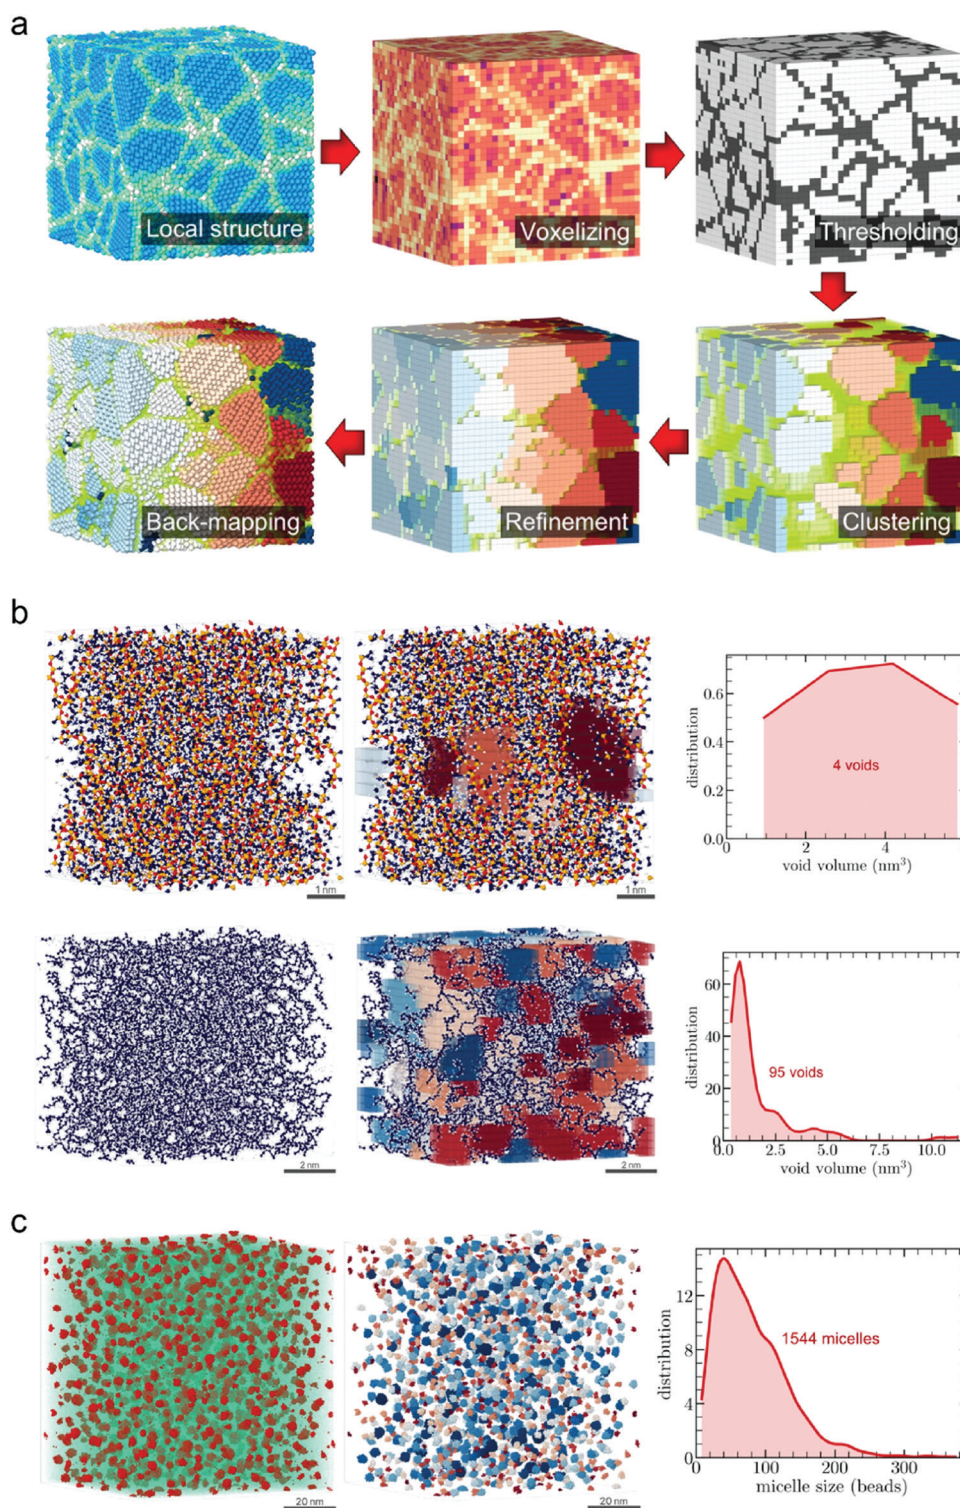 a
Local structure
Voxelizing
Thresholding
Back-mapping
Refinement
Clustering
b
1 nm
1 nm
distribution
0.6
0.4
0.2
0.0
4 voids
0
2
4
void volume (nm³)
2 nm
2 nm
distribution
60
40
20
0
95 voids
0.0
2.5
5.0
7.5
10.0
void volume (nm³)
c
20 nm
20 nm
distribution
12
8
4
0
1544 micelles
0
100
200
300
micelle size (beads)